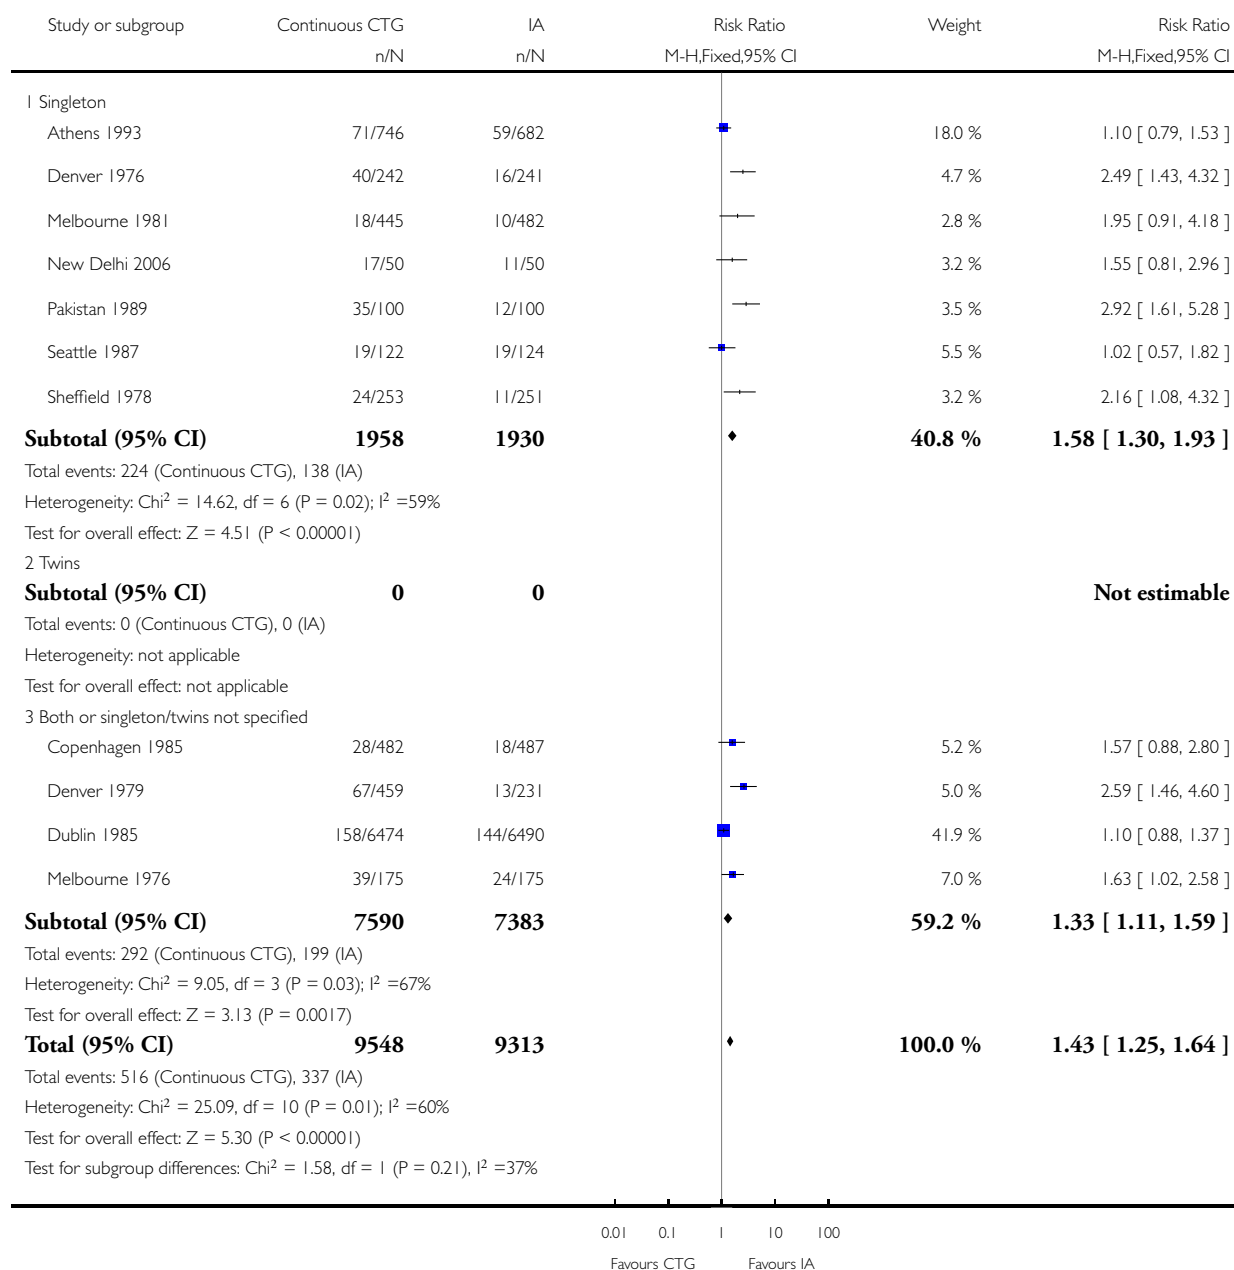 Study or subgroup Continuous CTG IA Risk Ratio Weight Risk Ratio
n/N n/N M-H,Fixed,95% CI M-H,Fixed,95% CI
1 Singleton
Athens 1993 71/746 59/682 18.0 % 1.10 [ 0.79, 1.53 ]
Denver 1976 40/242 16/241 4.7 % 2.49 [ 1.43, 4.32 ]
Melbourne 1981 18/445 10/482 2.8 % 1.95 [ 0.91, 4.18 ]
New Delhi 2006 17/50 11/50 3.2 % 1.55 [ 0.81, 2.96 ]
Pakistan 1989 35/100 12/100 3.5 % 2.92 [ 1.61, 5.28 ]
Seattle 1987 19/122 19/124 5.5 % 1.02 [ 0.57, 1.82 ]
Sheffield 1978 24/253 11/251 3.2 % 2.16 [ 1.08, 4.32 ]
Subtotal (95% CI) 1958 1930 40.8 % 1.58 [ 1.30, 1.93 ]
Total events: 224 (Continuous CTG), 138 (IA)
Heterogeneity: Chi² = 14.62, df = 6 (P = 0.02); I² =59%
Test for overall effect: Z = 4.51 (P < 0.00001)
2 Twins
Subtotal (95% CI) 0 0 Not estimable
Total events: 0 (Continuous CTG), 0 (IA)
Heterogeneity: not applicable
Test for overall effect: not applicable
3 Both or singleton/twins not specified
Copenhagen 1985 28/482 18/487 5.2 % 1.57 [ 0.88, 2.80 ]
Denver 1979 67/459 13/231 5.0 % 2.59 [ 1.46, 4.60 ]
Dublin 1985 158/6474 144/6490 41.9 % 1.10 [ 0.88, 1.37 ]
Melbourne 1976 39/175 24/175 7.0 % 1.63 [ 1.02, 2.58 ]
Subtotal (95% CI) 7590 7383 59.2 % 1.33 [ 1.11, 1.59 ]
Total events: 292 (Continuous CTG), 199 (IA)
Heterogeneity: Chi² = 9.05, df = 3 (P = 0.03); I² =67%
Test for overall effect: Z = 3.13 (P = 0.0017)
Total (95% CI) 9548 9313 100.0 % 1.43 [ 1.25, 1.64 ]
Total events: 516 (Continuous CTG), 337 (IA)
Heterogeneity: Chi² = 25.09, df = 10 (P = 0.01); I² =60%
Test for overall effect: Z = 5.30 (P < 0.00001)
Test for subgroup differences: Chi² = 1.58, df = 1 (P = 0.21), I² =37%
0.01 0.1 1 10 100
Favours CTG Favours IA